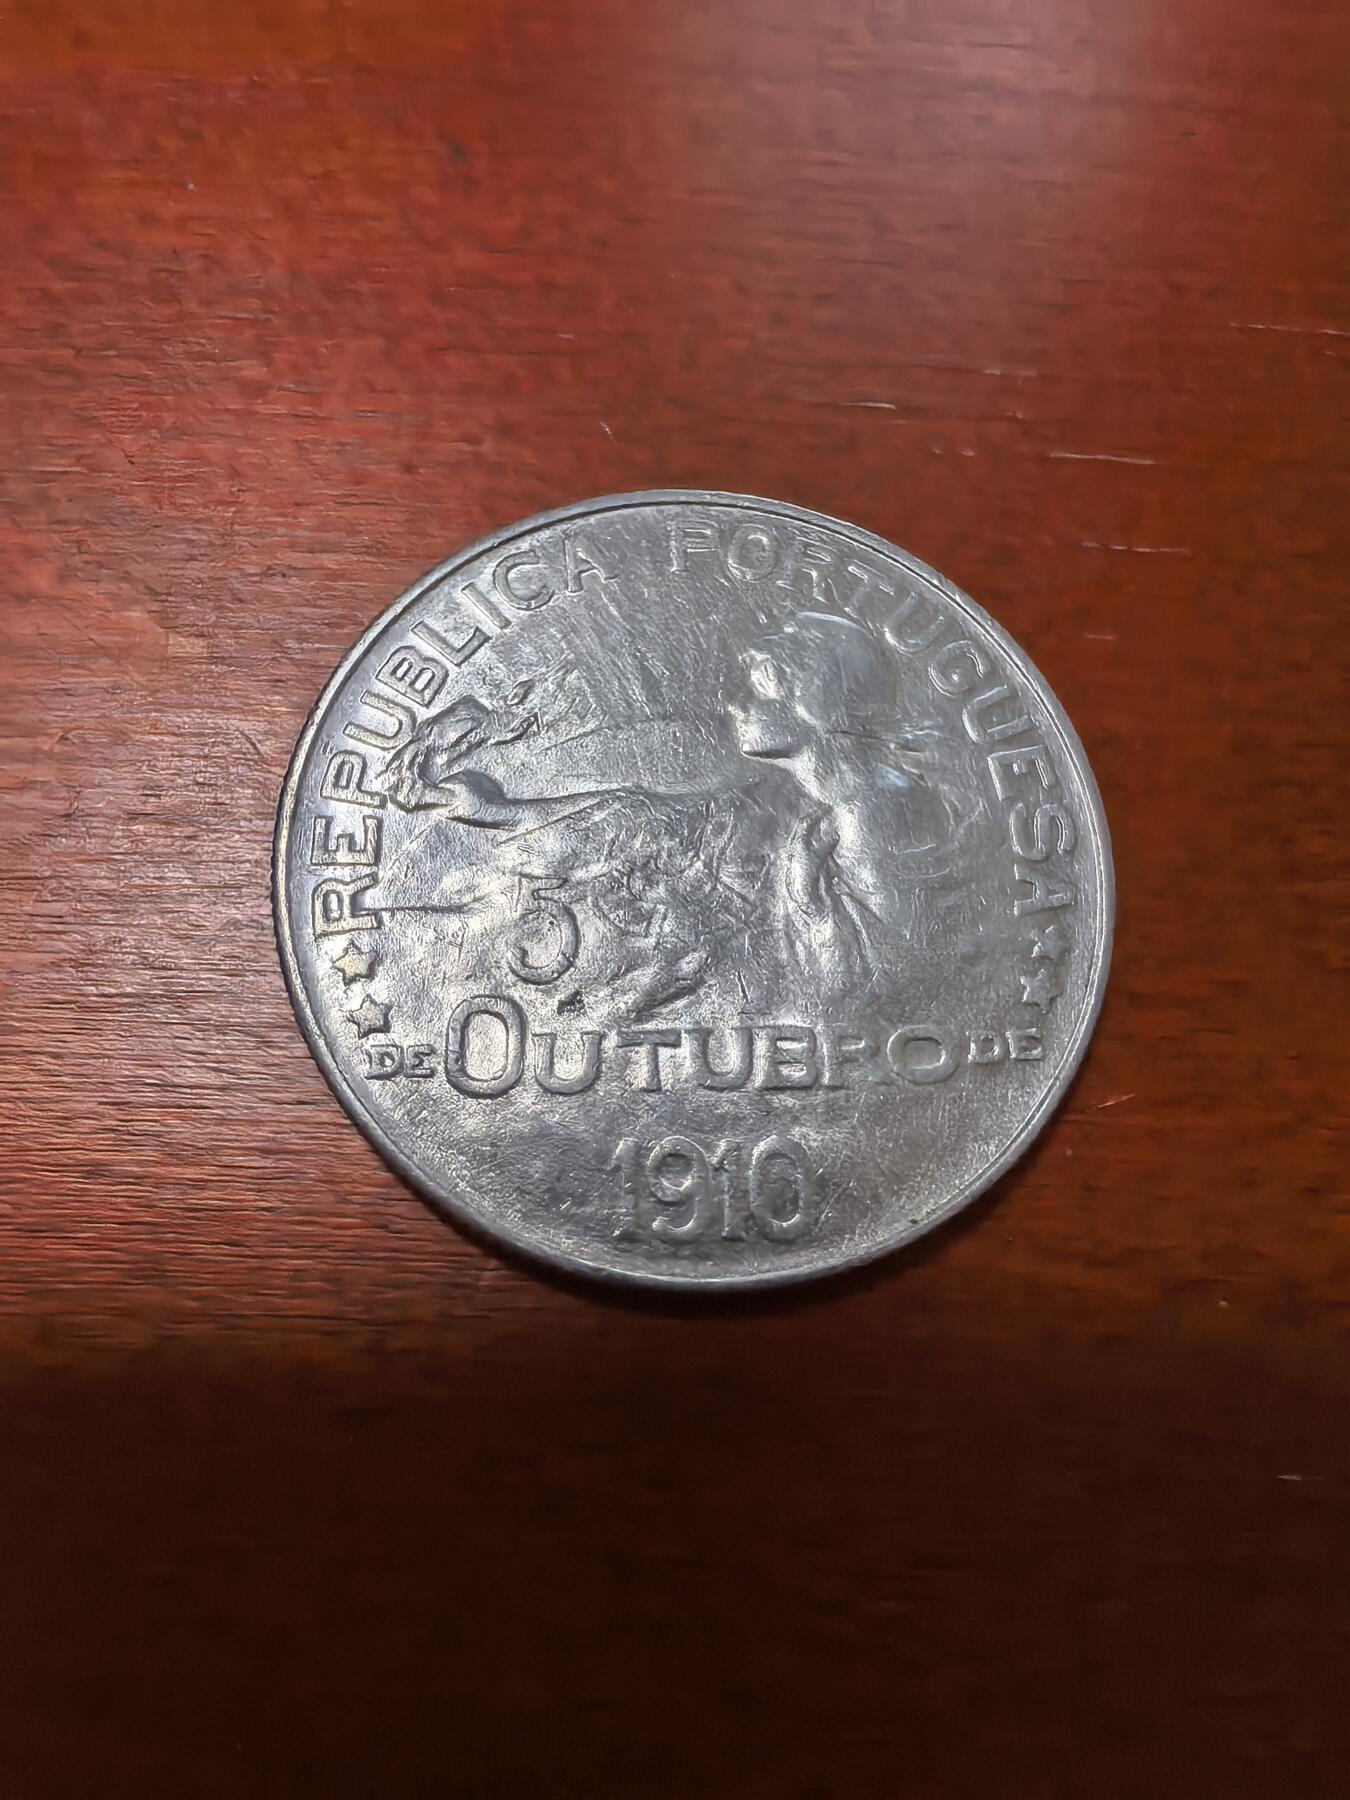 REPUBLICA PORTUGUESA
5
DE OUTUBRO DE
1910